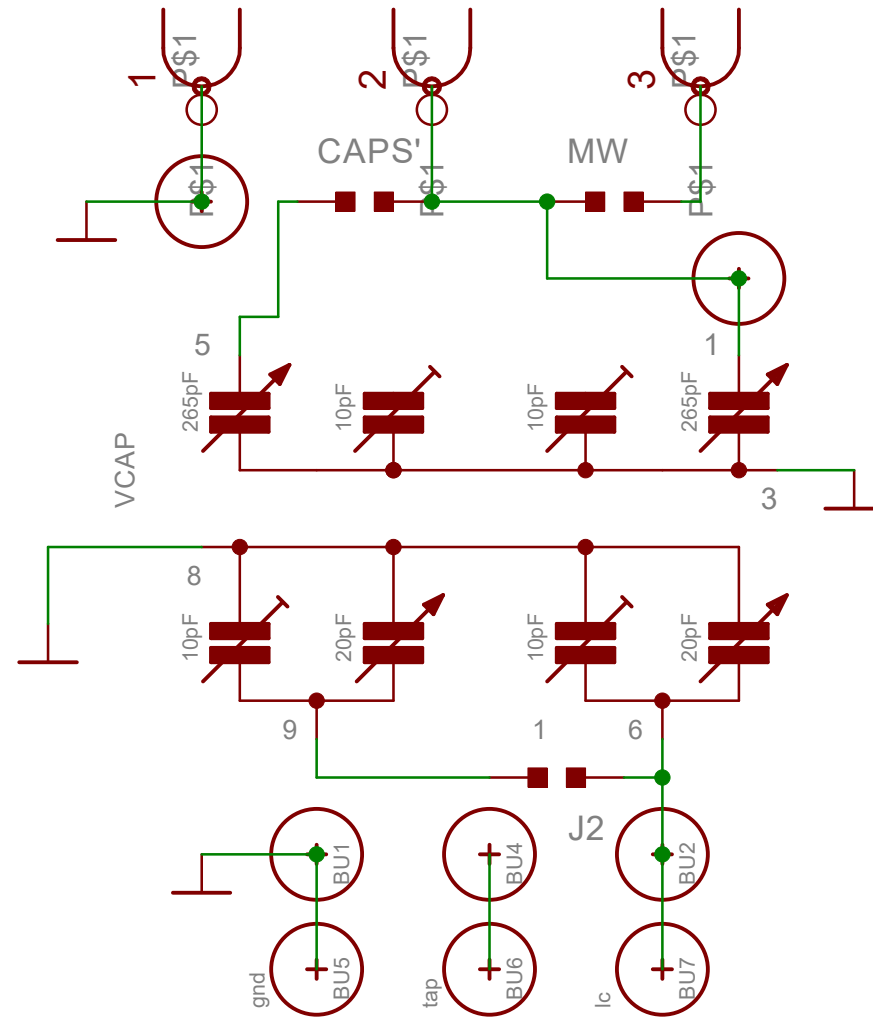 1
P$1
2
P$1
3
P$1
CAPS'
MW
P$1
P$1
P$1
5
1
265pF
10pF
10pF
265pF
VCAP
3
8
10pF
20pF
10pF
20pF
9
1
6
J2
BU1
BU4
BU2
gnd
BU5
tap
BU6
lc
BU7